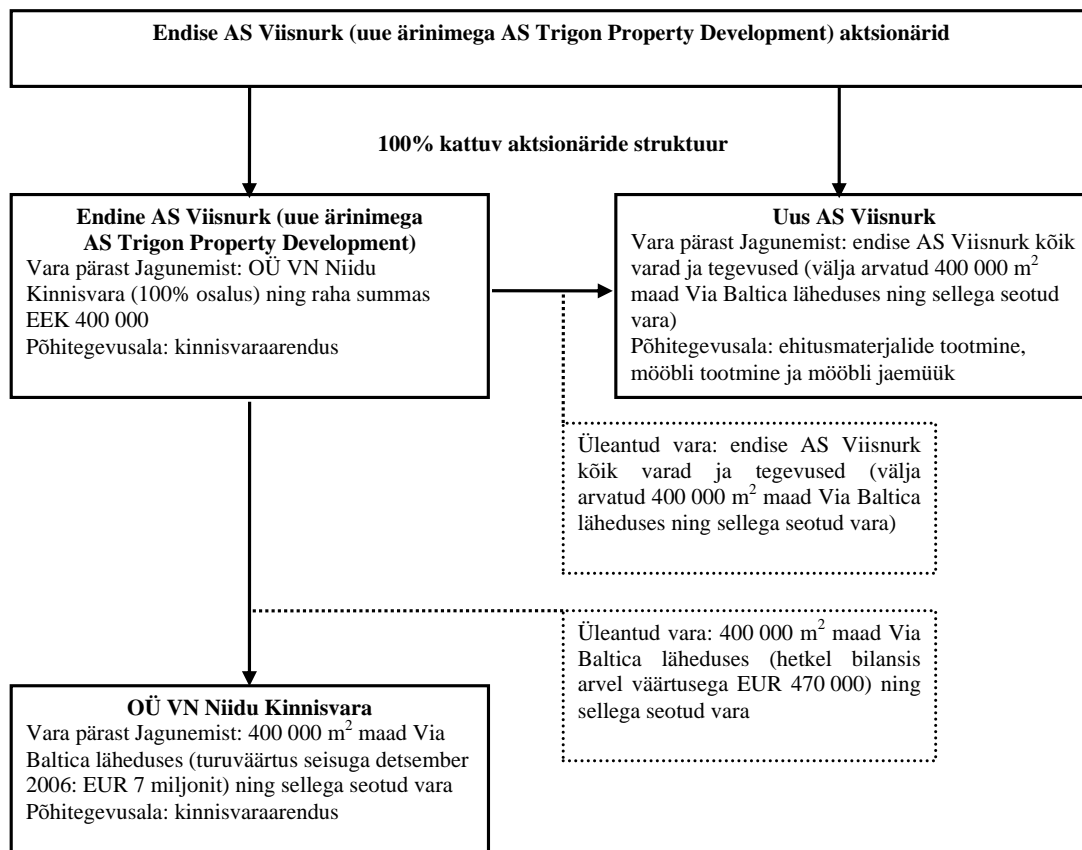 Endise AS Viisnurk (uue ärinimega AS Trigon Property Development) aktsionärid
100% kattuv aktsionäride struktuur
Endine AS Viisnurk (uue ärinimega
AS Trigon Property Development)
Vara pärast Jagunemist: OÜ VN Niidu
Kinnisvara (100% osalus) ning raha summas
EEK 400 000
Põhitegevusala: kinnisvaraarendus
Uus AS Viisnurk
Vara pärast Jagunemist: endise AS Viisnurk kõik
varad ja tegevused (välja arvatud 400 000 m²
maad Via Baltica läheduses ning sellega seotud
vara)
Põhitegevusala: ehitusmaterjalide tootmine,
mööbli tootmine ja mööbli jaemüük
Üleantud vara: endise AS Viisnurk
kõik varad ja tegevused (välja
arvatud 400 000 m² maad Via Baltica
läheduses ning sellega seotud vara)
Üleantud vara: 400 000 m² maad Via
Baltica läheduses (hetkel bilansis
arvel väärtusega EUR 470 000) ning
sellega seotud vara
OÜ VN Niidu Kinnisvara
Vara pärast Jagunemist: 400 000 m² maad Via
Baltica läheduses (turuväärtus seisuga detsember
2006: EUR 7 miljonit) ning sellega seotud vara
Põhitegevusala: kinnisvaraarendus